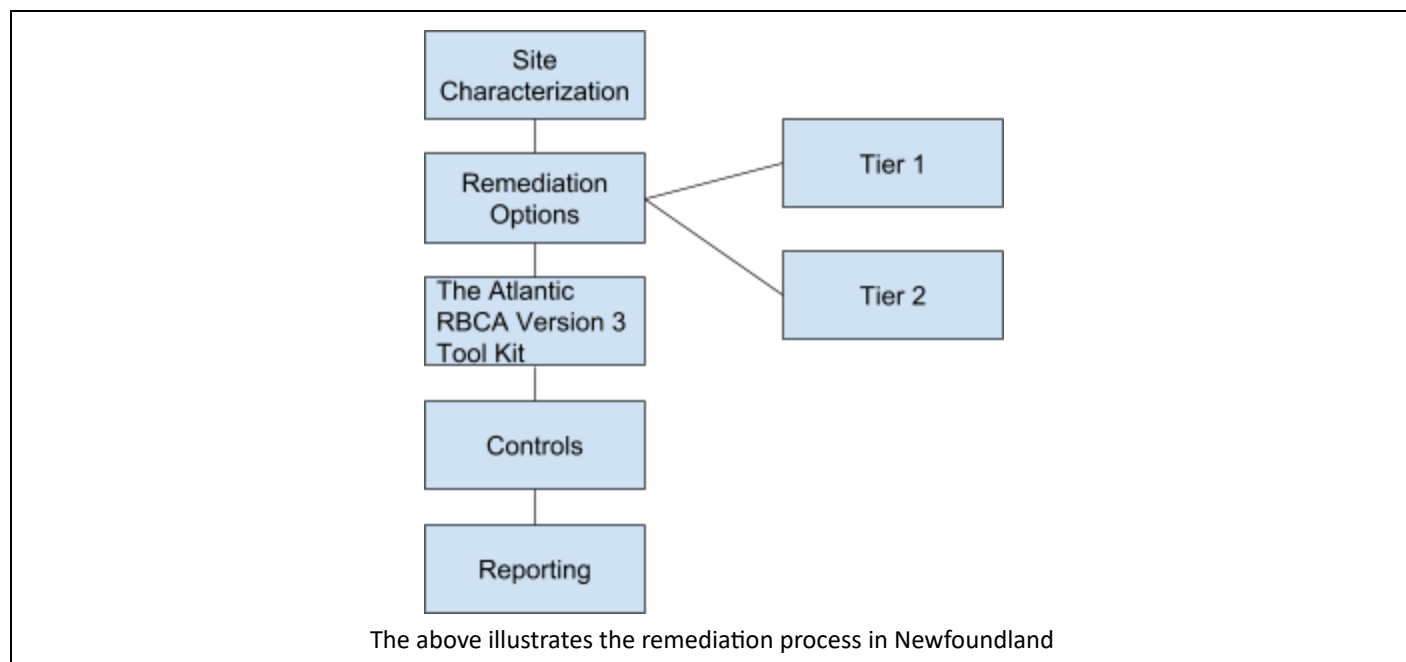 Site
Characterization
Remediation
Options
Tier 1
Tier 2
The Atlantic
RBCA Version 3
Tool Kit
Controls
Reporting
The above illustrates the remediation process in Newfoundland